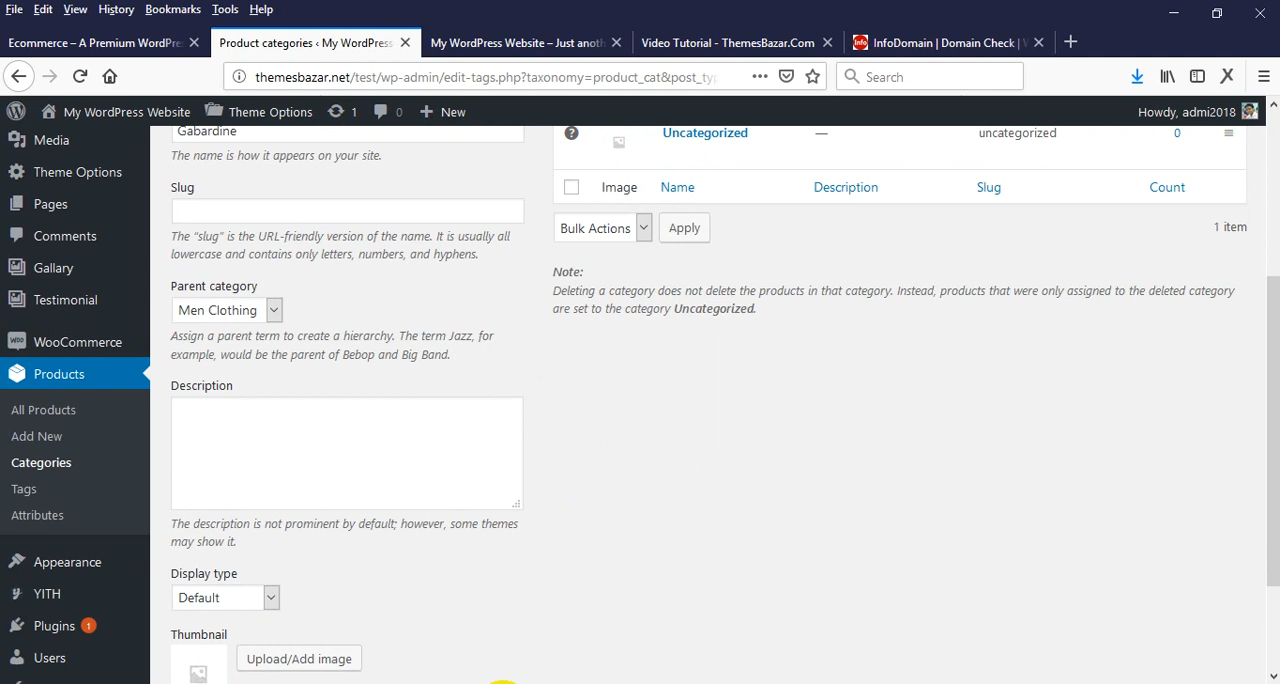 File Edit View History Bookmarks Tools Help
Ecommerce – A Premium WordPre
Product categories ‹ My WordPress
My WordPress Website – Just anoth
Video Tutorial - ThemesBazar.Com
Info InfoDomain | Domain Check |
themesbazar.net/test/wp-admin/edit-tags.php?taxonomy=product_cat&post_ty
Search
My WordPress Website Theme Options 1 0 New
Howdy, admi2018
Media
Theme Options
Pages
Comments
Gallary
Testimonial
WooCommerce
Products
All Products
Add New
Categories
Tags
Attributes
Appearance
YITH
Plugins 1
Users
Gabardine
The name is how it appears on your site.
Slug
The “slug” is the URL-friendly version of the name. It is usually all
lowercase and contains only letters, numbers, and hyphens.
Parent category
Men Clothing
Assign a parent term to create a hierarchy. The term Jazz, for
example, would be the parent of Bebop and Big Band.
Description
The description is not prominent by default; however, some themes
may show it.
Display type
Default
Thumbnail
Upload/Add image
Uncategorized — uncategorized 0
Image Name Description Slug Count
Bulk Actions Apply
1 item
Note:
Deleting a category does not delete the products in that category. Instead, products that were only assigned to the deleted category
are set to the category Uncategorized.